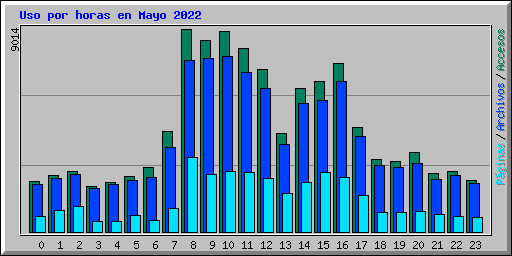 Uso por horas en Mayo 2022
9014
Páginas / Archivos / Accesos
0 1 2 3 4 5 6 7 8 9 10 11 12 13 14 15 16 17 18 19 20 21 22 23